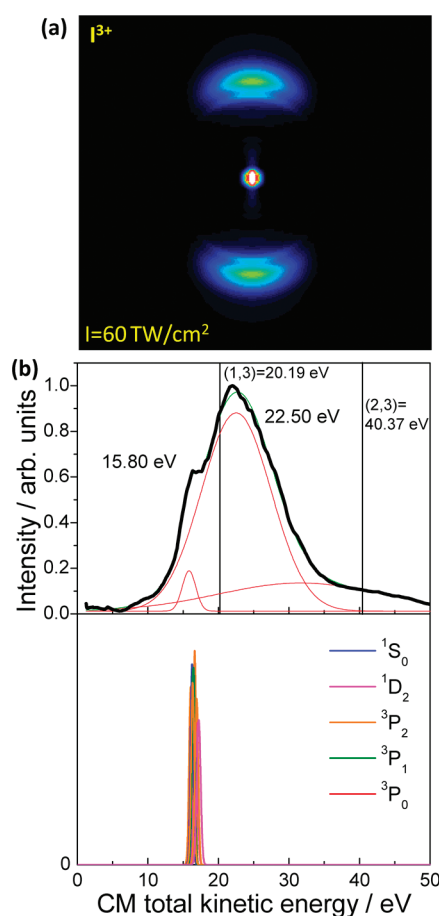 (a)
I³⁺
I=60 TW/cm²
(b)
(1,3)=20.19 eV
(2,3)=
40.37 eV
22.50 eV
15.80 eV
1.0
0.8
0.6
0.4
0.2
0.0
Intensity / arb. units
¹S₀
¹D₂
³P₂
³P₁
³P₀
0
0 10 20 30 40 50
CM total kinetic energy / eV